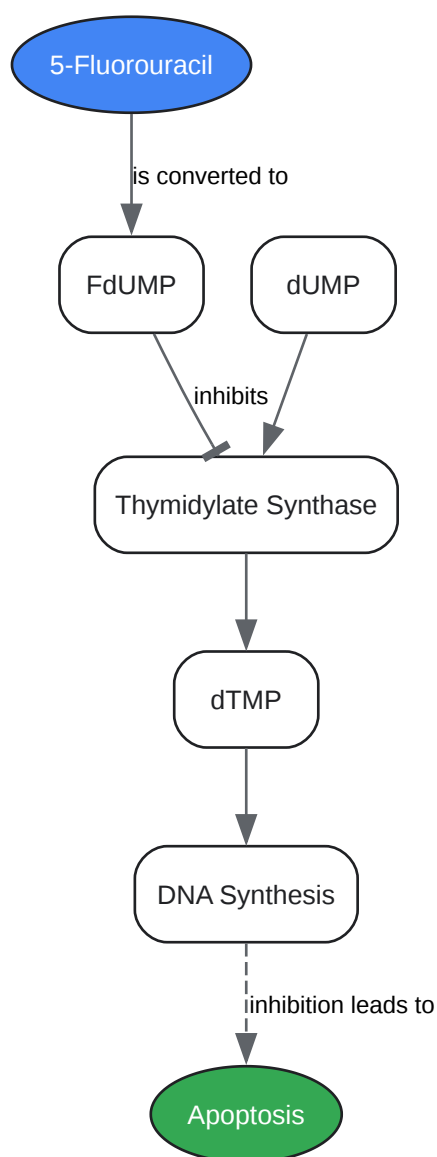 5-Fluorouracil
is converted to
FdUMP
dUMP
inhibits
Thymidylate Synthase
dTMP
DNA Synthesis
inhibition leads to
Apoptosis